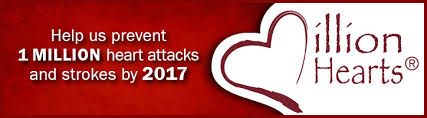 Help us prevent
1 MILLION heart attacks
and strokes by 2017
Million
Hearts®